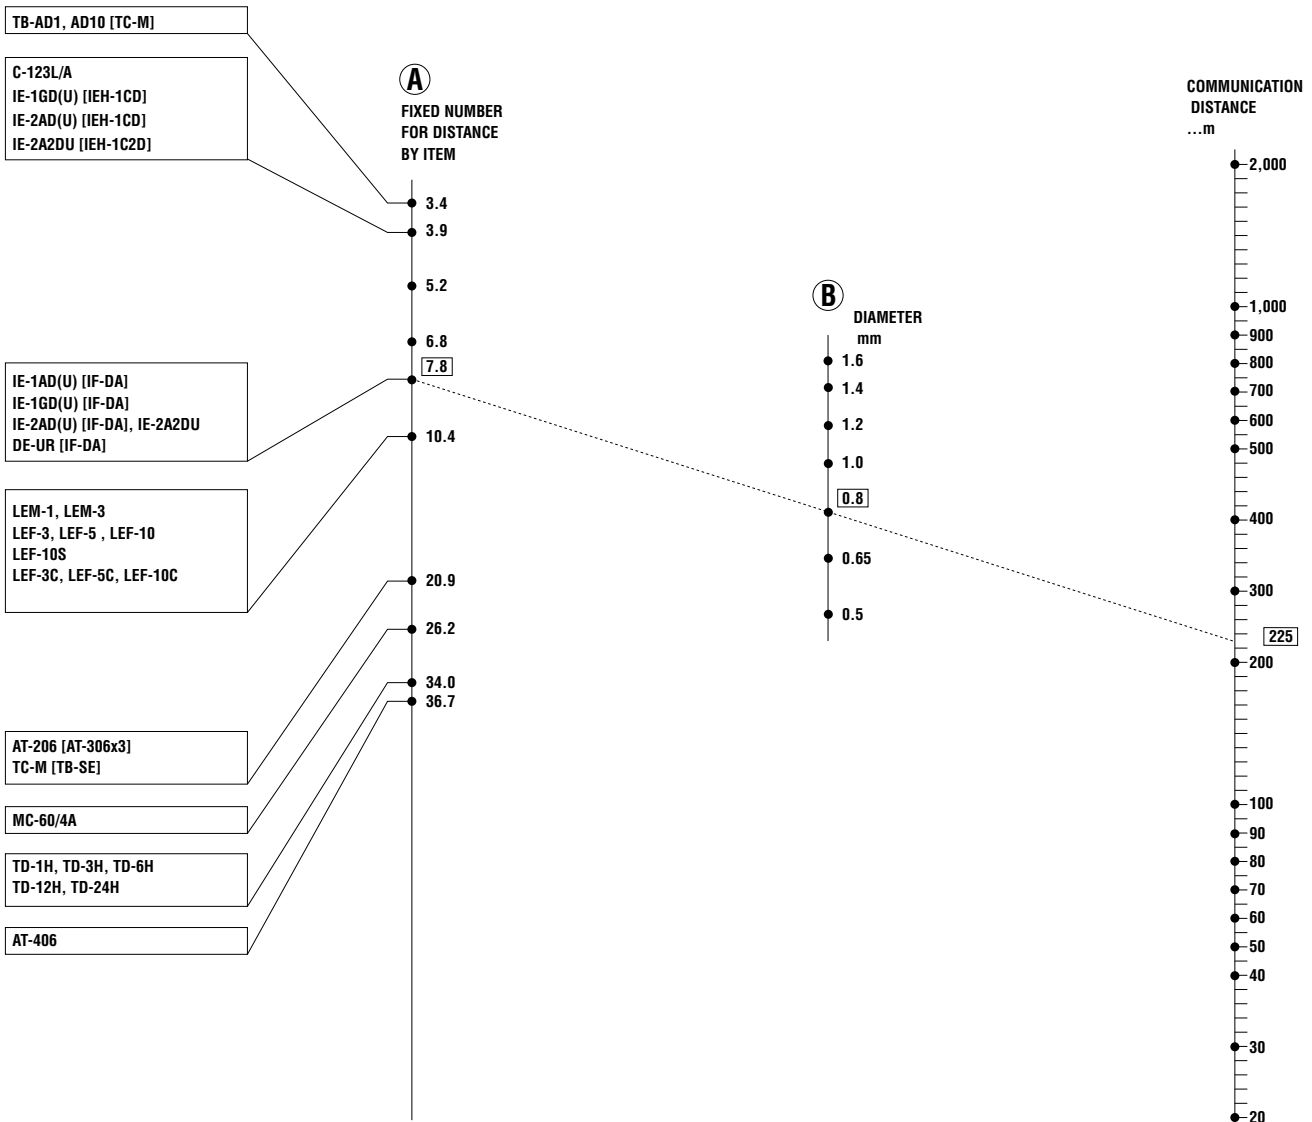 TB-AD1, AD10 [TC-M]
C-123L/A
IE-1GD(U) [IEH-1CD]
IE-2AD(U) [IEH-1CD]
IE-2A2DU [IEH-1C2D]
IE-1AD(U) [IF-DA]
IE-1GD(U) [IF-DA]
IE-2AD(U) [IF-DA], IE-2A2DU
DE-UR [IF-DA]
LEM-1, LEM-3
LEF-3, LEF-5 , LEF-10
LEF-10S
LEF-3C, LEF-5C, LEF-10C
AT-206 [AT-306x3]
TC-M [TB-SE]
MC-60/4A
TD-1H, TD-3H, TD-6H
TD-12H, TD-24H
AT-406
A
FIXED NUMBER
FOR DISTANCE
BY ITEM
3.4
3.9
5.2
6.8
7.8
10.4
20.9
26.2
34.0
36.7
B
DIAMETER
mm
1.6
1.4
1.2
1.0
0.8
0.65
0.5
COMMUNICATION
DISTANCE
...m
2,000
1,000
900
800
700
600
500
400
300
225
200
100
90
80
70
60
50
40
30
20